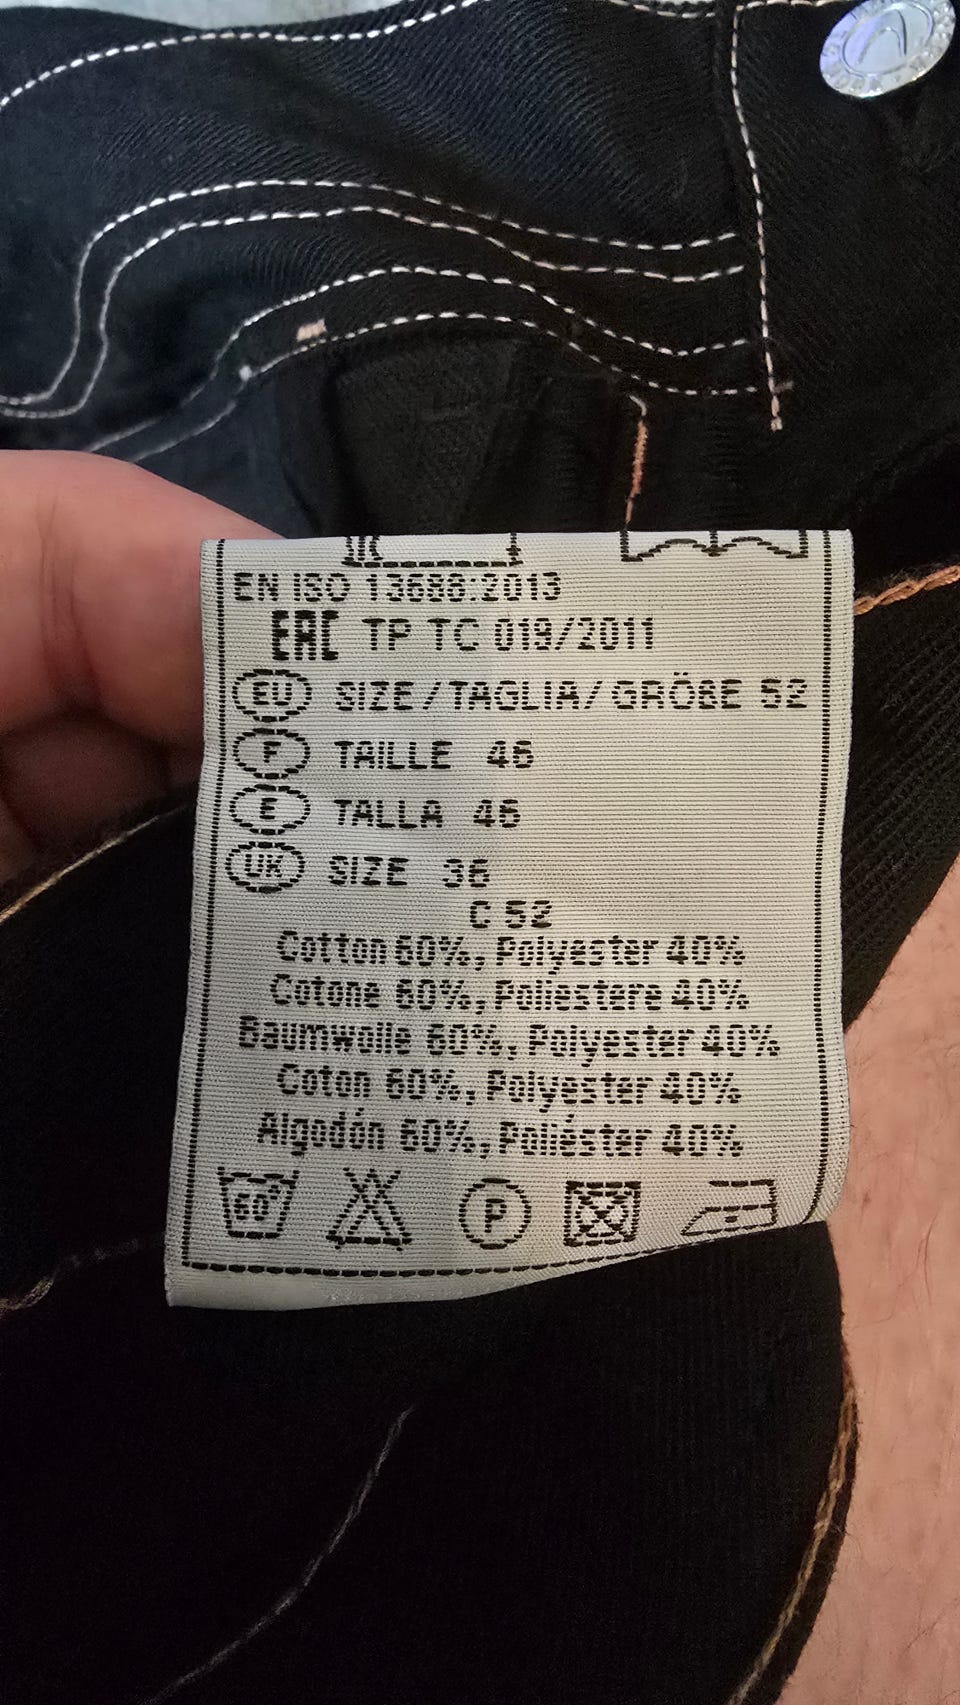 EN ISO 13688:2013
EAC TP TC 019/2011
EU SIZE/TAGLIA/GRÖßE 52
F TAILLE 46
E TALLA 46
UK SIZE 36
C 52
Cotton 60%, Polyester 40%
Cotone 60%, Poliestere 40%
Baumwolle 60%, Polyester 40%
Coton 60%, Polyester 40%
Algodón 60%, Poliéster 40%
60°
P